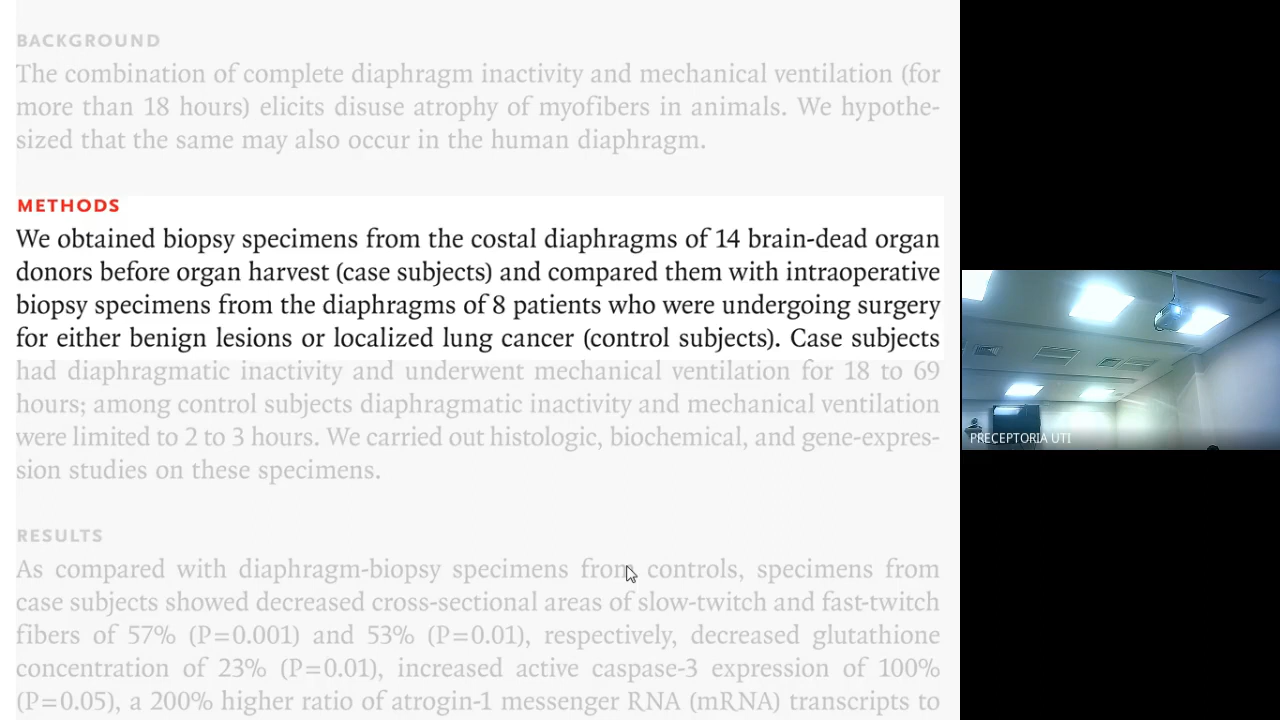 BACKGROUND
The combination of complete diaphragm inactivity and mechanical ventilation (for
more than 18 hours) elicits disuse atrophy of myofibers in animals. We hypothe-
sized that the same may also occur in the human diaphragm.
METHODS
We obtained biopsy specimens from the costal diaphragms of 14 brain-dead organ
donors before organ harvest (case subjects) and compared them with intraoperative
biopsy specimens from the diaphragms of 8 patients who were undergoing surgery
for either benign lesions or localized lung cancer (control subjects). Case subjects
had diaphragmatic inactivity and underwent mechanical ventilation for 18 to 69
hours; among control subjects diaphragmatic inactivity and mechanical ventilation
were limited to 2 to 3 hours. We carried out histologic, biochemical, and gene-expres-
sion studies on these specimens.
RESULTS
As compared with diaphragm-biopsy specimens from controls, specimens from
case subjects showed decreased cross-sectional areas of slow-twitch and fast-twitch
fibers of 57% (P=0.001) and 53% (P=0.01), respectively, decreased glutathione
concentration of 23% (P=0.01), increased active caspase-3 expression of 100%
(P=0.05), a 200% higher ratio of atrogin-1 messenger RNA (mRNA) transcripts to
PRECEPTORIA UTI